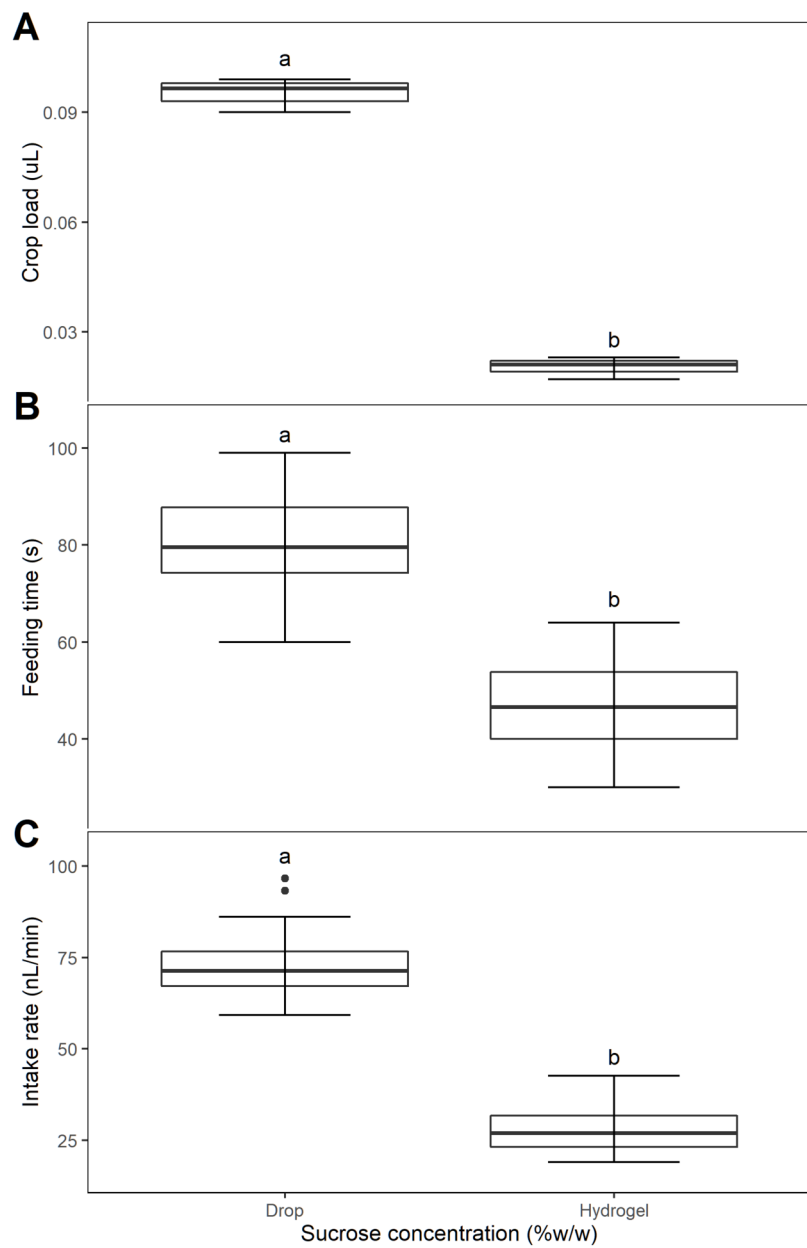 A
a
0.09
0.06
0.03
b
Crop load (uL)
B
a
100
80
60
40
b
Feeding time (s)
C
a
100
75
50
25
b
Intake rate (nL/min)
Drop Hydrogel
Sucrose concentration (%w/w)